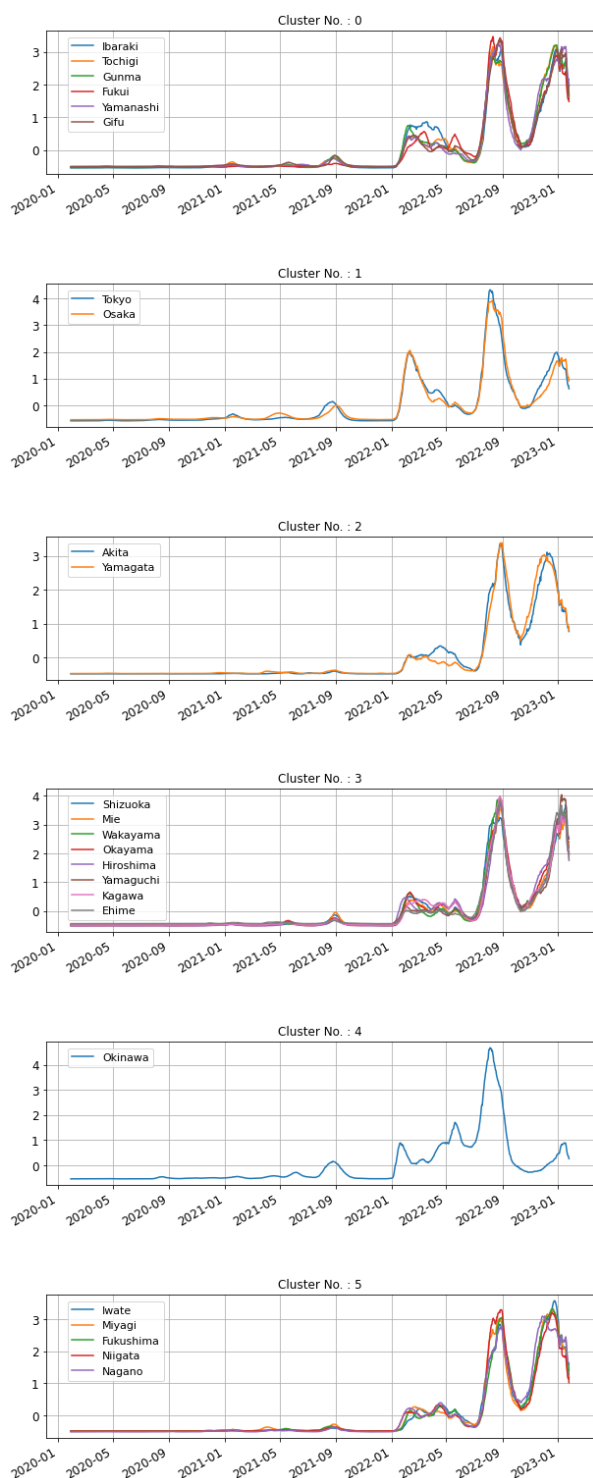 Cluster No. : 0
3
2
1
0
Ibaraki
Tochigi
Gunma
Fukui
Yamanashi
Gifu
2020-01 2020-05 2020-09 2021-01 2021-05 2021-09 2022-01 2022-05 2022-09 2023-01
Cluster No. : 1
4
3
2
1
0
Tokyo
Osaka
2020-01 2020-05 2020-09 2021-01 2021-05 2021-09 2022-01 2022-05 2022-09 2023-01
Cluster No. : 2
3
2
1
0
Akita
Yamagata
2020-01 2020-05 2020-09 2021-01 2021-05 2021-09 2022-01 2022-05 2022-09 2023-01
Cluster No. : 3
4
3
2
1
0
Shizuoka
Mie
Wakayama
Okayama
Hiroshima
Yamaguchi
Kagawa
Ehime
2020-01 2020-05 2020-09 2021-01 2021-05 2021-09 2022-01 2022-05 2022-09 2023-01
Cluster No. : 4
4
3
2
1
0
Okinawa
2020-01 2020-05 2020-09 2021-01 2021-05 2021-09 2022-01 2022-05 2022-09 2023-01
Cluster No. : 5
3
2
1
0
Iwate
Miyagi
Fukushima
Niigata
Nagano
2020-01 2020-05 2020-09 2021-01 2021-05 2021-09 2022-01 2022-05 2022-09 2023-01